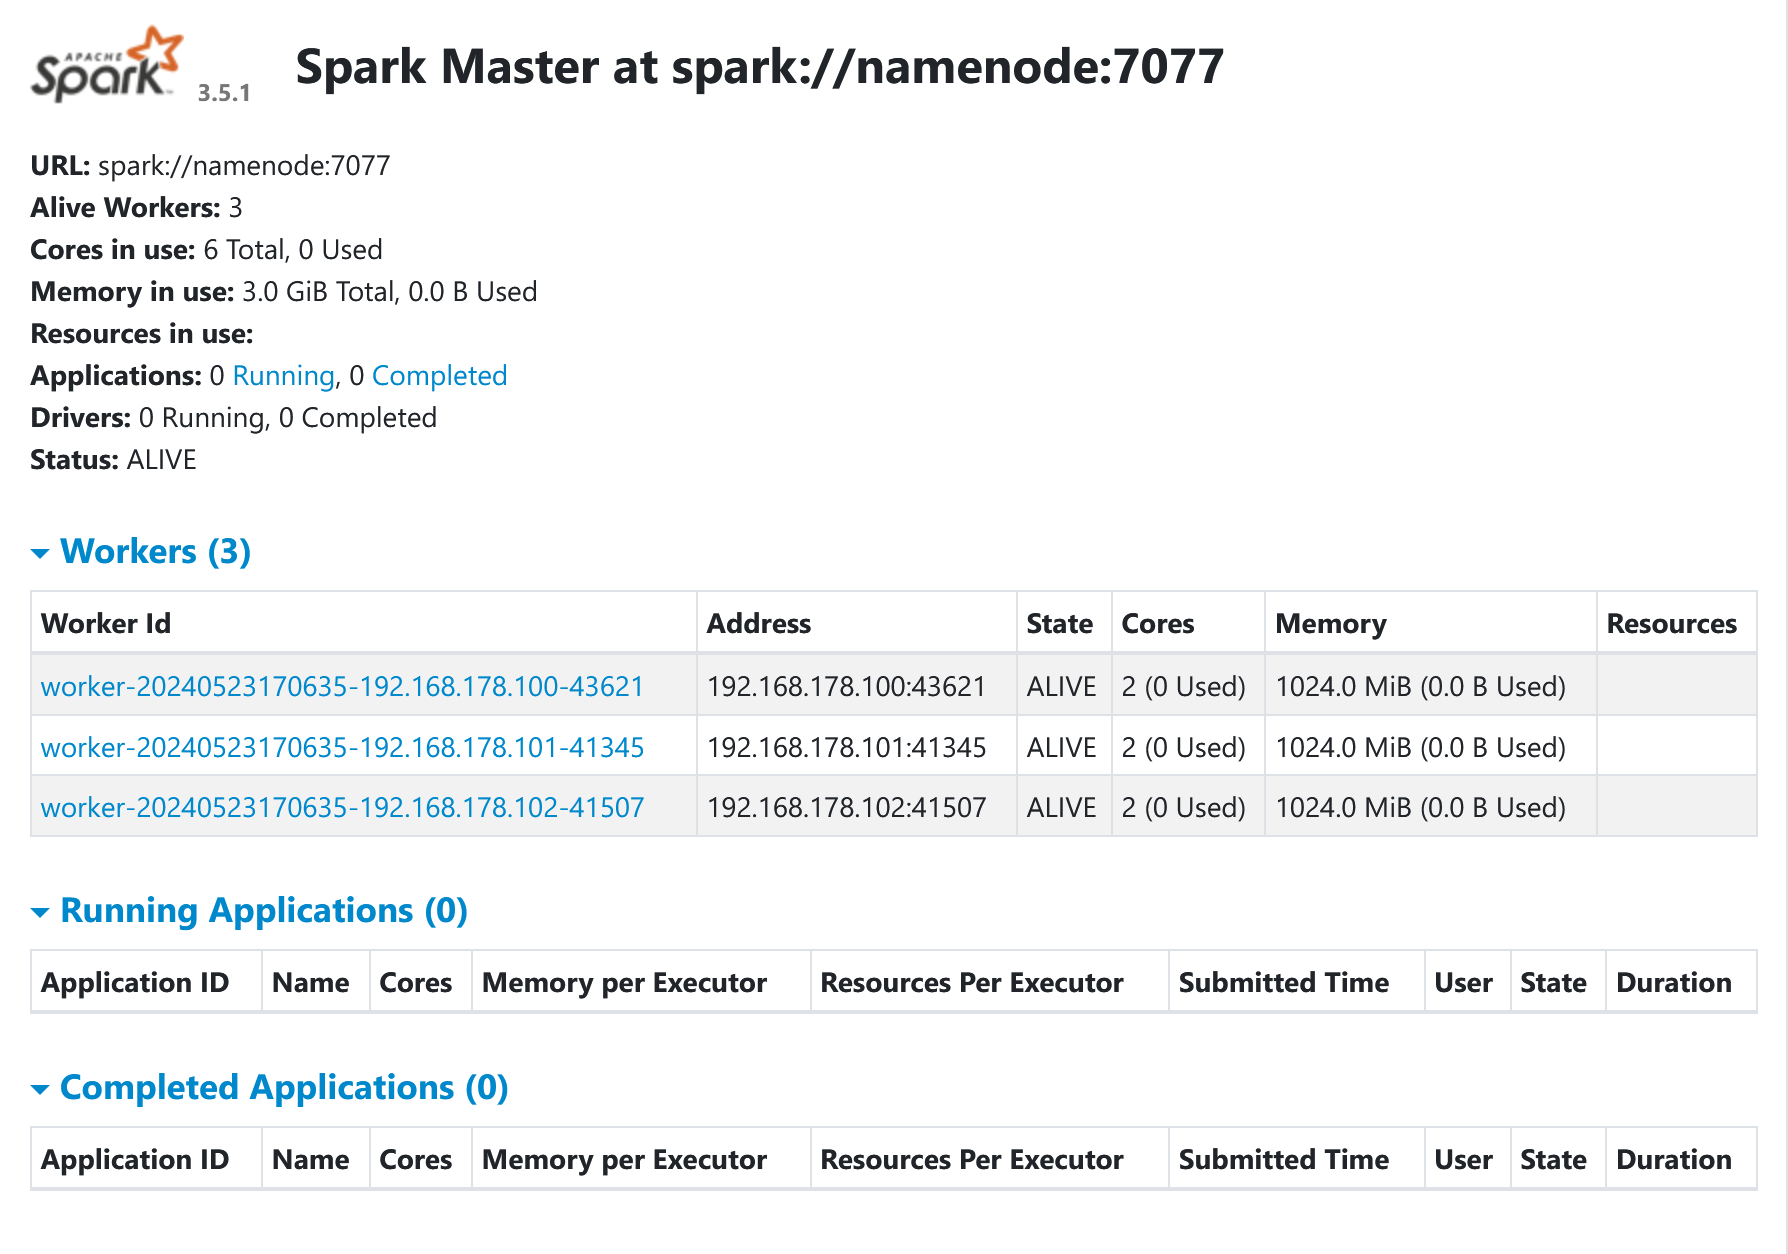 APACHE
Spark™ 3.5.1 Spark Master at spark://namenode:7077
URL: spark://namenode:7077
Alive Workers: 3
Cores in use: 6 Total, 0 Used
Memory in use: 3.0 GiB Total, 0.0 B Used
Resources in use:
Applications: 0 Running, 0 Completed
Drivers: 0 Running, 0 Completed
Status: ALIVE
Workers (3)
Worker Id Address State Cores Memory Resources
worker-20240523170635-192.168.178.100-43621 192.168.178.100:43621 ALIVE 2 (0 Used) 1024.0 MiB (0.0 B Used)
worker-20240523170635-192.168.178.101-41345 192.168.178.101:41345 ALIVE 2 (0 Used) 1024.0 MiB (0.0 B Used)
worker-20240523170635-192.168.178.102-41507 192.168.178.102:41507 ALIVE 2 (0 Used) 1024.0 MiB (0.0 B Used)
Running Applications (0)
Application ID Name Cores Memory per Executor Resources Per Executor Submitted Time User State Duration
Completed Applications (0)
Application ID Name Cores Memory per Executor Resources Per Executor Submitted Time User State Duration